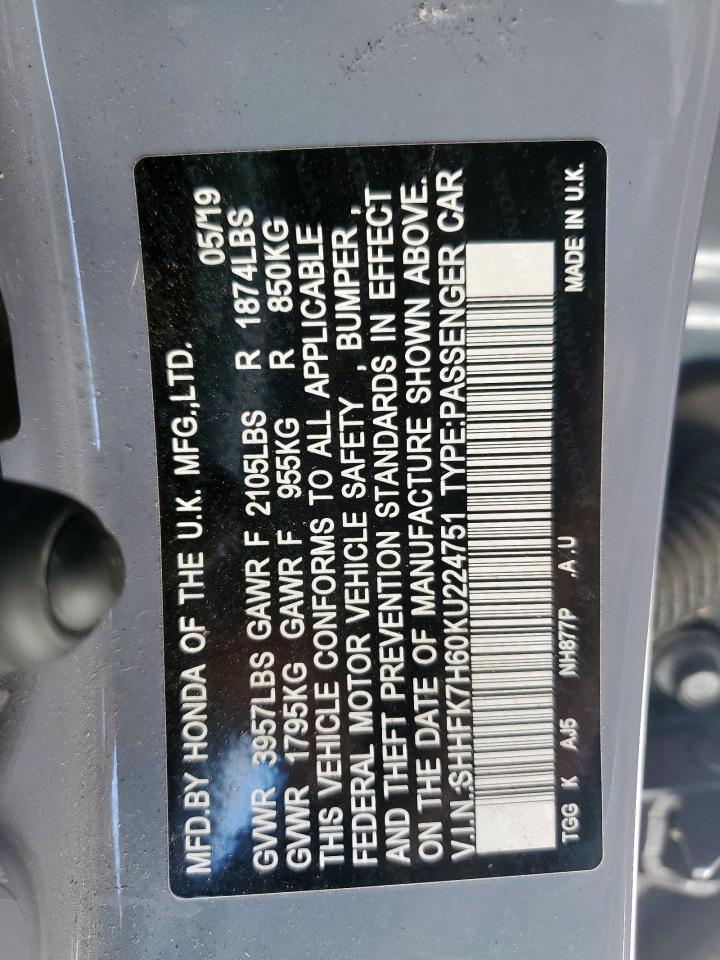 MFD.BY HONDA OF THE U.K. MFG.,LTD. 05/19
GVWR 3957LBS GAWR F 2105LBS R 1874LBS
GVWR 1795KG GAWR F 955KG R 850KG
THIS VEHICLE CONFORMS TO ALL APPLICABLE
FEDERAL MOTOR VEHICLE SAFETY , BUMPER ,
AND THEFT PREVENTION STANDARDS IN EFFECT
ON THE DATE OF MANUFACTURE SHOWN ABOVE.
V.I.N.:SHHFK7H60KU224751 TYPE:PASSENGER CAR
TGG K AJ5 NH877P .A .U MADE IN U.K.